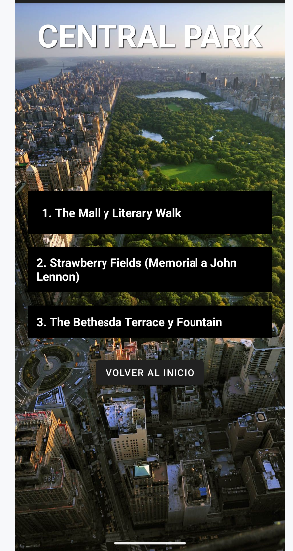 CENTRAL PARK
1. The Mall y Literary Walk
2. Strawberry Fields (Memorial a John
Lennon)
3. The Bethesda Terrace y Fountain
VOLVER AL INICIO